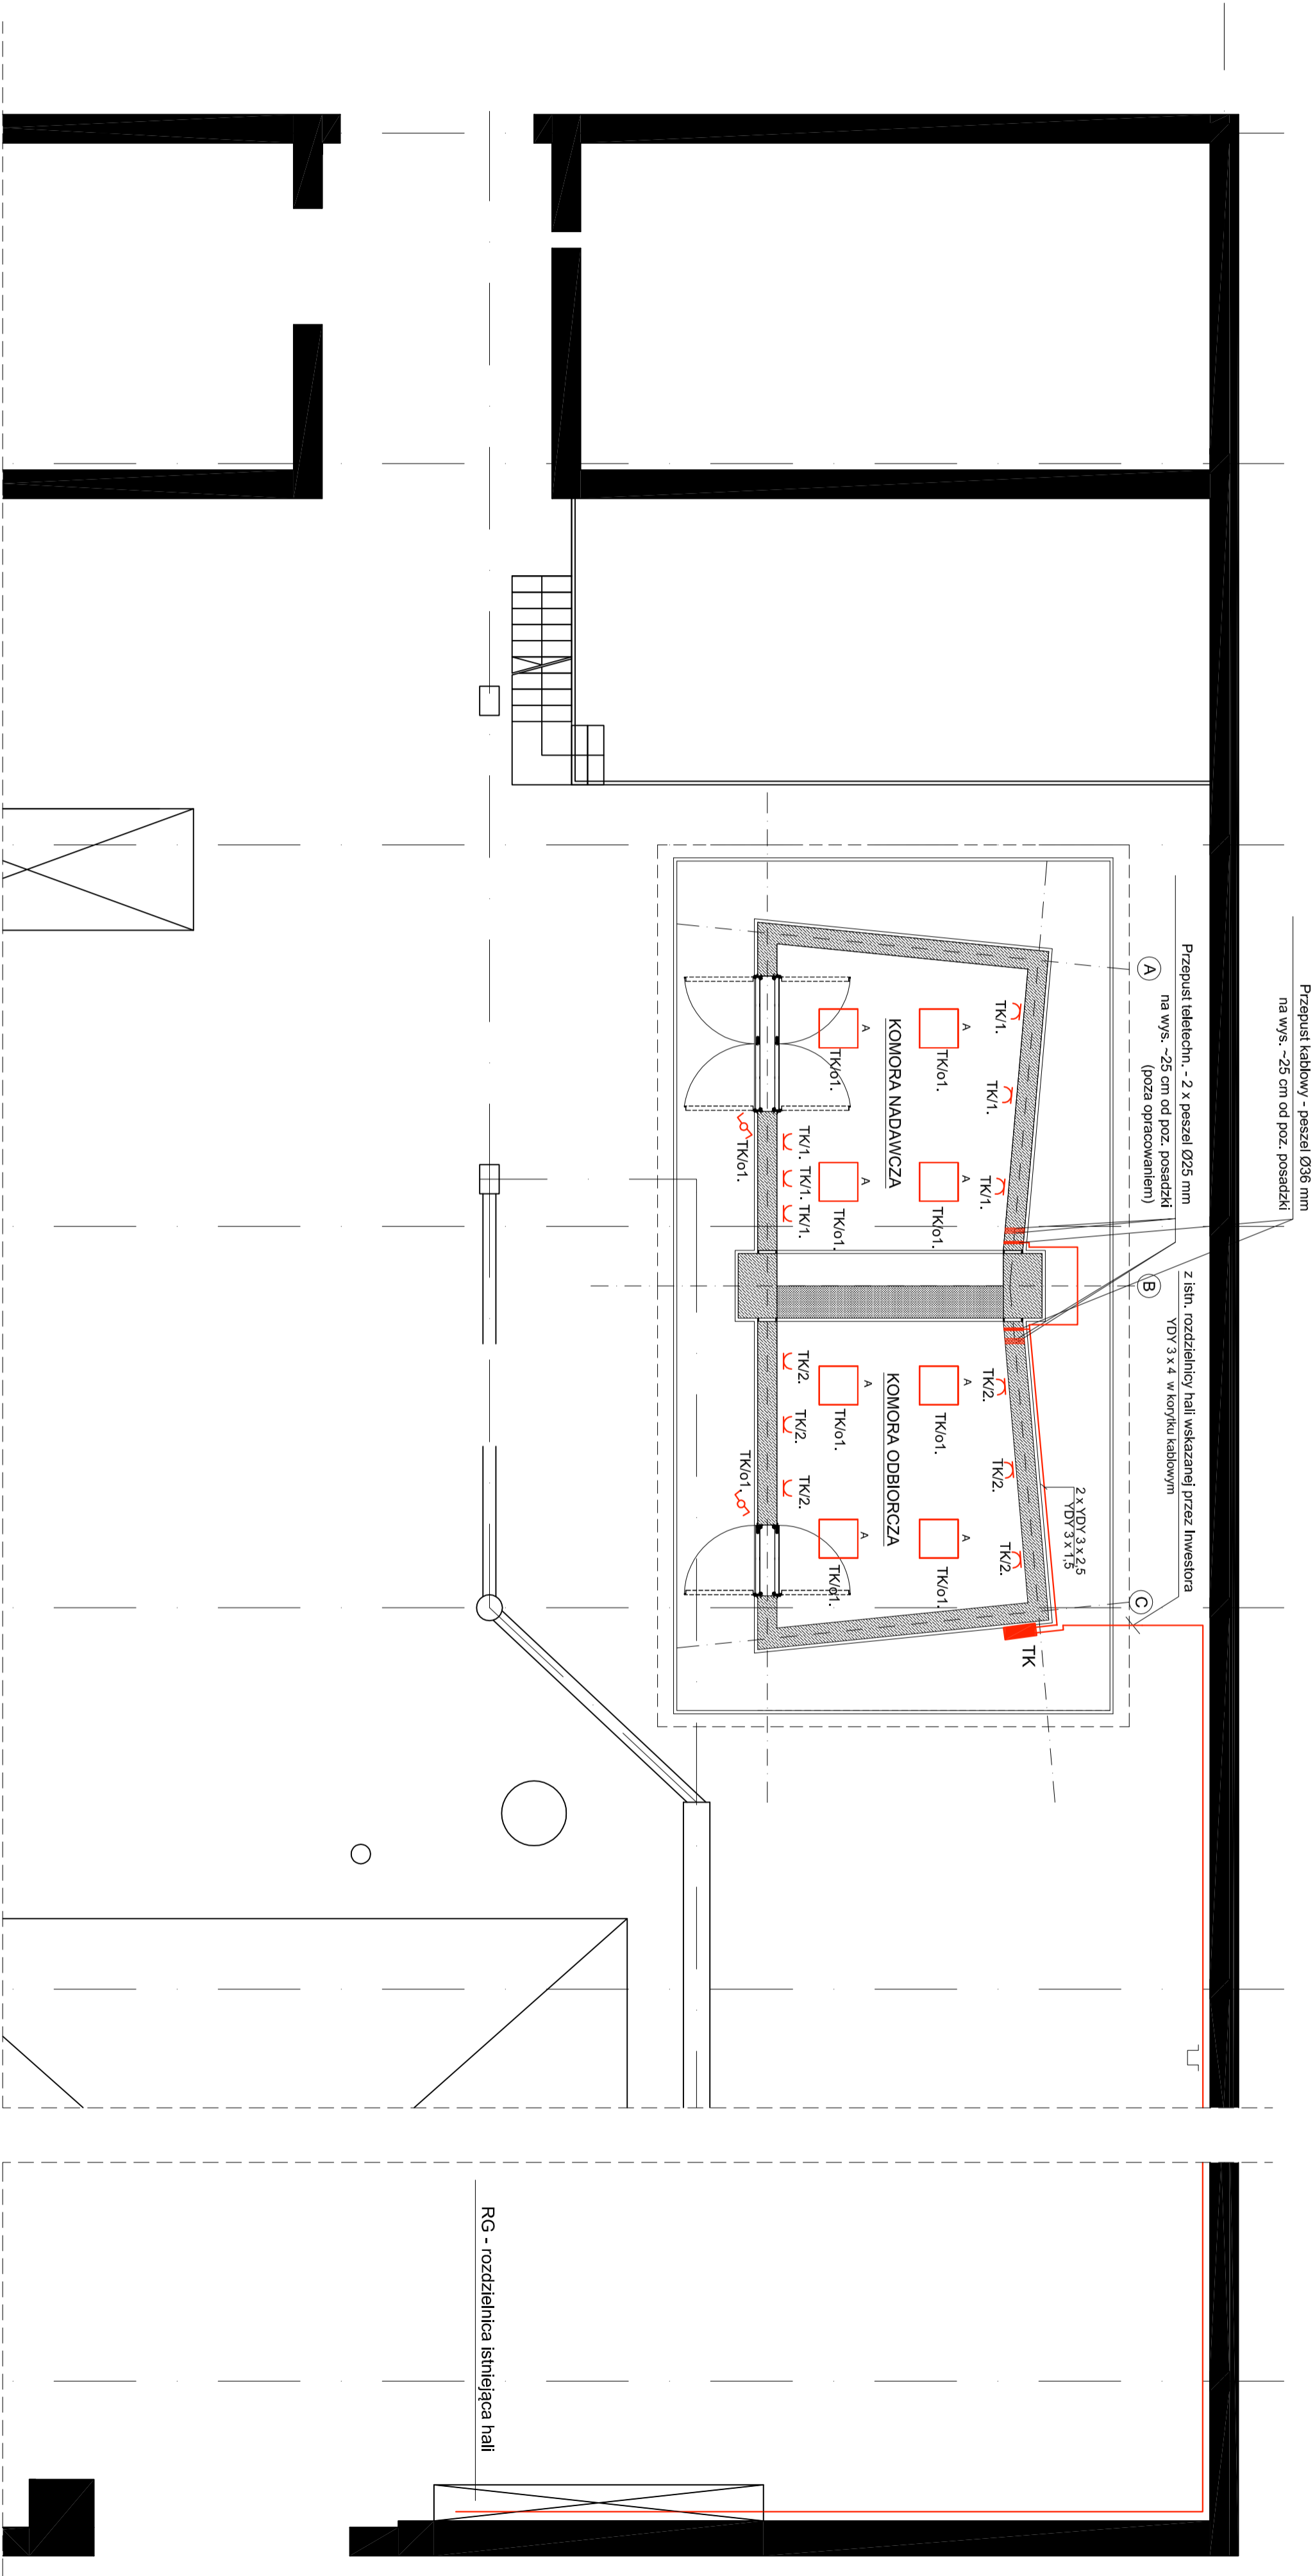 Przepust kablowy - peszel Ø36 mm
na wys. ~25 cm od poz. posadzki
Przepust teletechn. - 2 x peszel Ø25 mm
na wys. ~25 cm od poz. posadzki
(poza opracowaniem)
z istn. rozdzielnicy hali wskazanej przez Inwestora
YDY 3 x 4 w korytku kablowym
A
B
C
2 x YDY 3 x 2,5
YDY 3 x 1,5
TK
TK/1.
TK/1.
TK/1.
TK/2.
TK/2.
TK/2.
A
TK/o1.
A
TK/o1.
A
TK/o1.
A
TK/o1.
KOMORA NADAWCZA
KOMORA ODBIORCZA
A
TK/o1.
A
TK/o1.
A
TK/o1.
A
TK/o1.
TK/1.
TK/1.
TK/1.
TK/2.
TK/2.
TK/2.
TK/o1.
TK/o1.
RG - rozdzielnica istniejąca hali